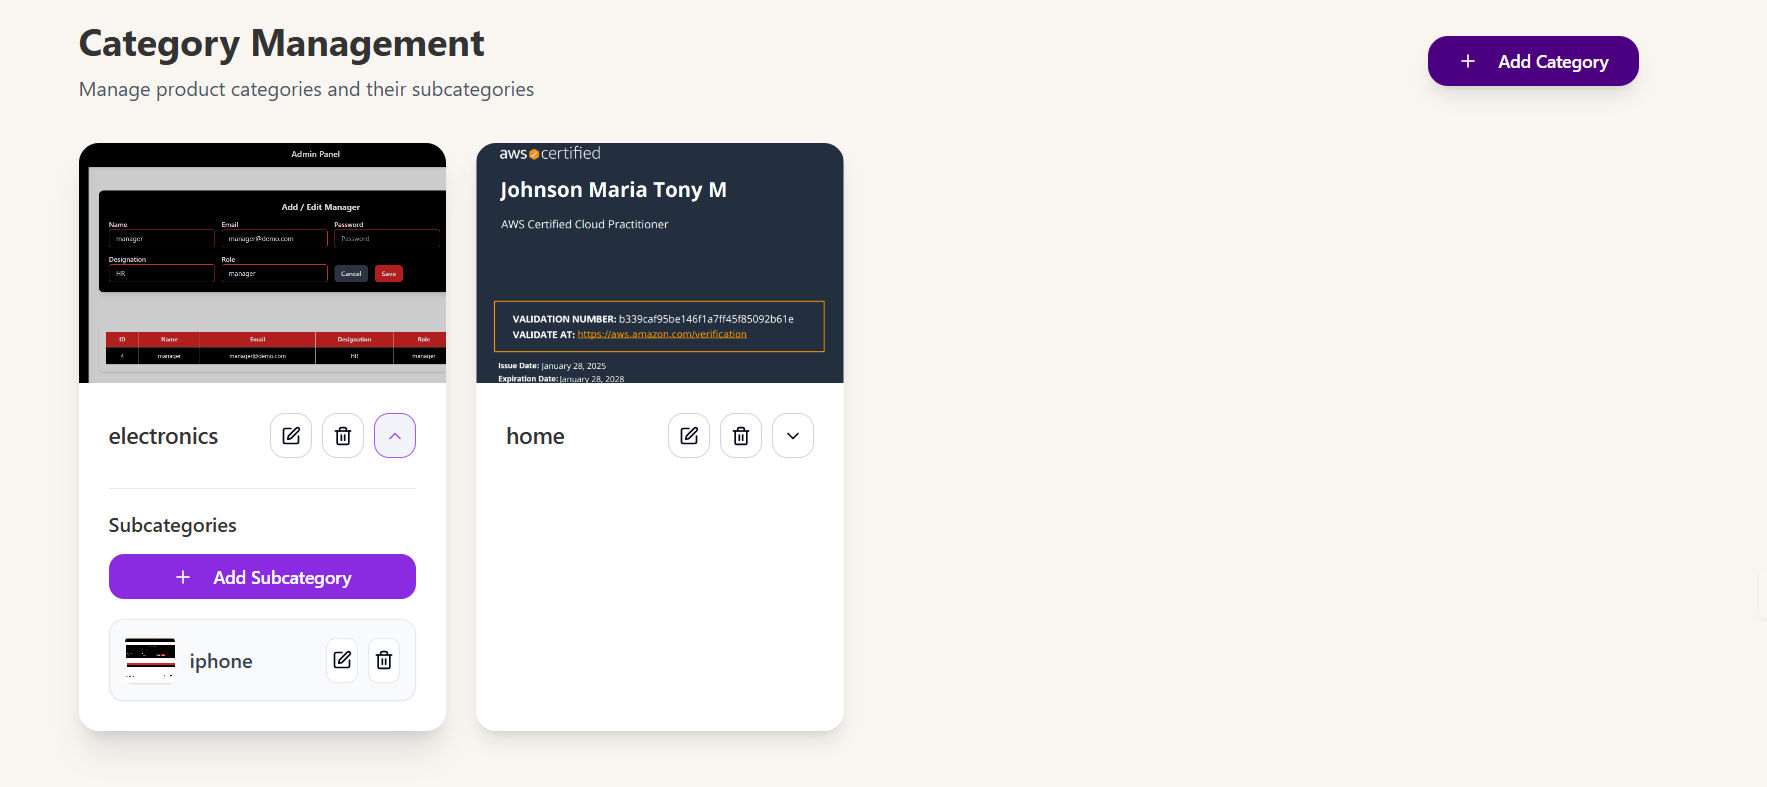 Category Management
Manage product categories and their subcategories
+ Add Category
Admin Panel
Add / Edit Manager
Name Email Password
manager manager@demo.com Password
Designation Role
HR manager Cancel Save
ID Name Email Designation Role
4 manager manager@demo.com HR manager
aws certified
Johnson Maria Tony M
AWS Certified Cloud Practitioner
VALIDATION NUMBER: b339caf95be146f1a7ff45f85092b61e
VALIDATE AT: https://aws.amazon.com/verification
Issue Date: January 28, 2025
Expiration Date: January 28, 2028
electronics
Subcategories
+ Add Subcategory
iphone
home